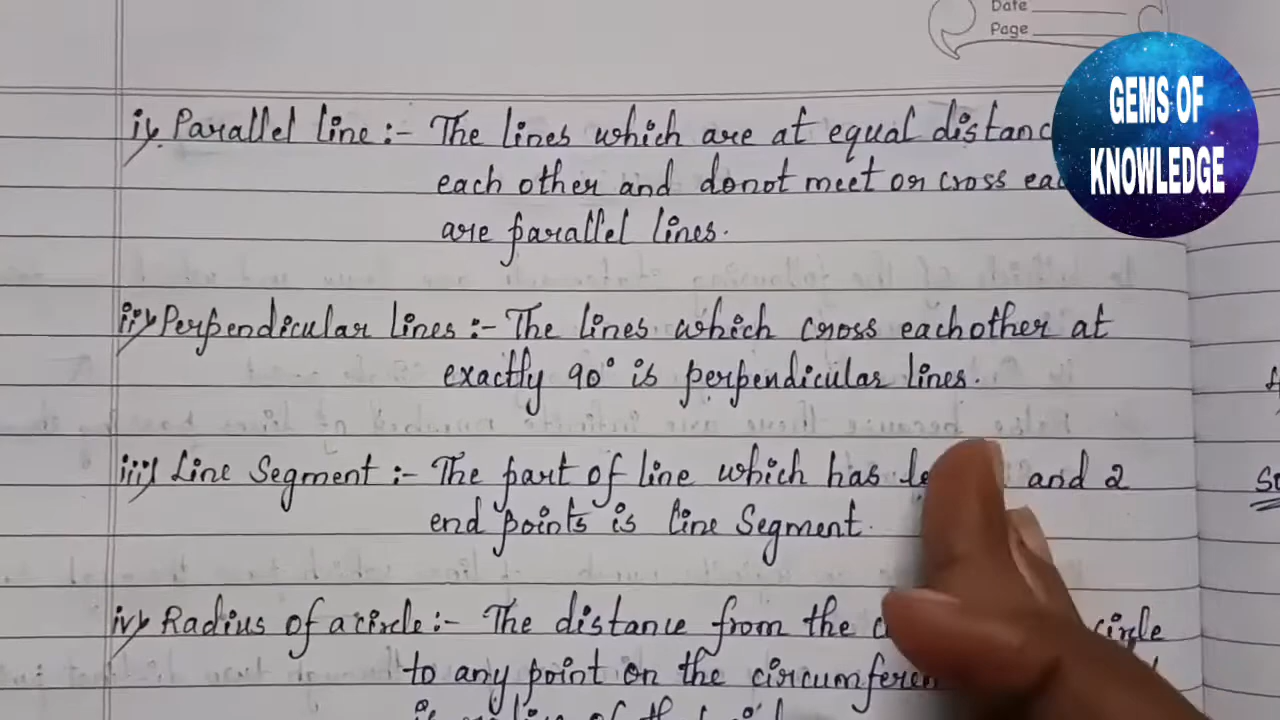 Date
Page
GEMS OF
KNOWLEDGE
i) Parallel line :- The lines which are at equal distanc
each other and donot meet or cross eac
are parallel lines.
ii) Perpendicular lines :- The lines which cross eachother at
exactly 90° is perpendicular lines.
iii) Line Segment :- The part of line which has and 2
end points is line Segment.
iv) Radius of a circle :- The distance from the circle
to any point on the circumferen